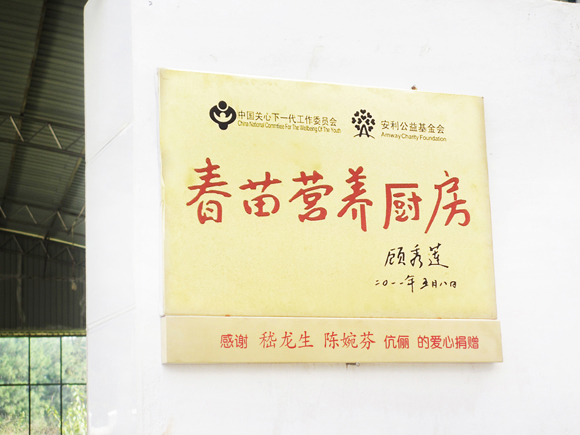 中国关心下一代工作委员会
China National Committee For The Wellbeing Of The Youth
安利公益基金会
Amway Charity Foundation
春苗营养厨房
顾秀莲
二〇一一年五月八日
感谢 嵇龙生 陈婉芬 伉俪 的爱心捐赠